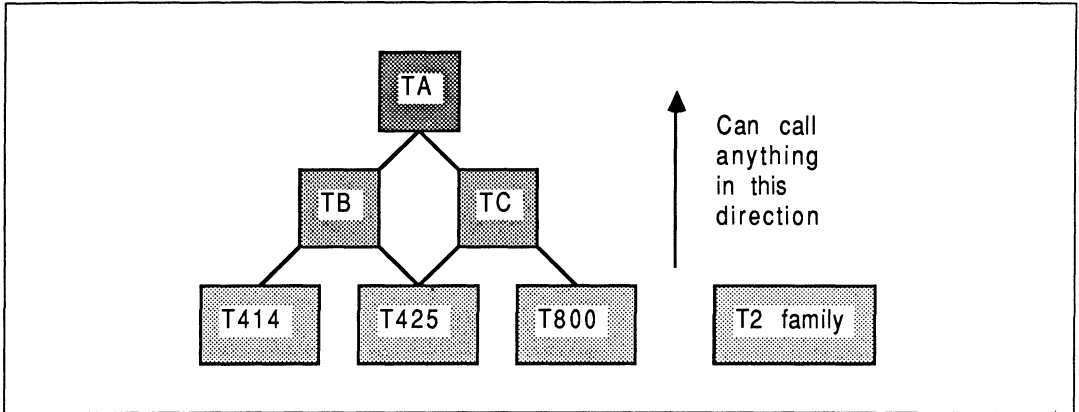 TA
Can call
anything
in this
direction
TB
TC
T414
T425
T800
T2 family